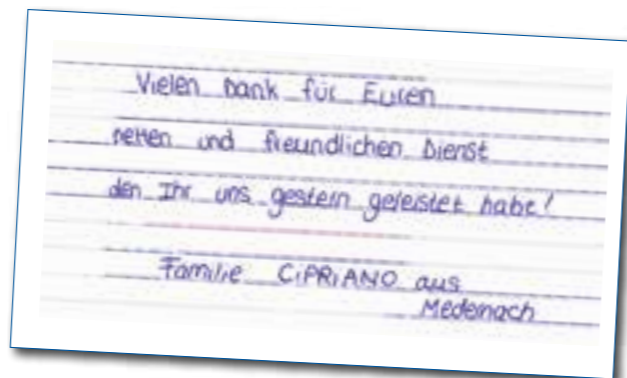 Vielen Dank für Euren
netten und freundlichen Dienst
den Ihr uns gestern geleistet habt!
Familie CiPRiANO aus
Medernach